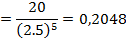 = 20/(2.5)⁵ = 0,2048